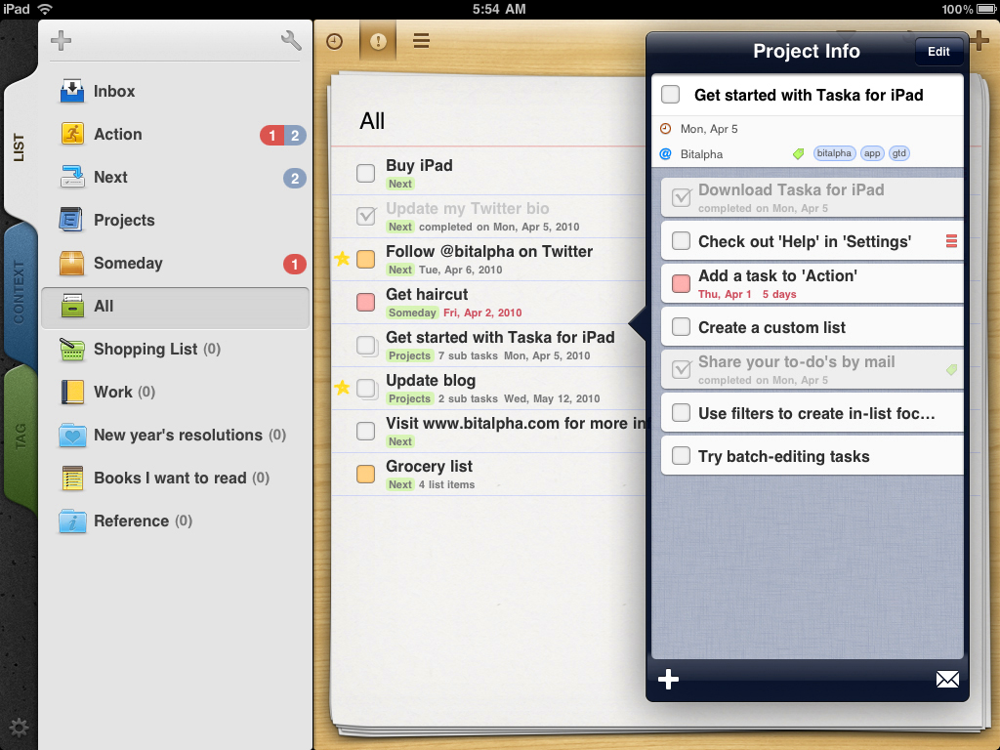 iPad
5:54 AM
100%
LIST
CONTEXT
TAG
Inbox
Action
1 2
Next
2
Projects
Someday
1
All
Shopping List (0)
Work (0)
New year's resolutions (0)
Books I want to read (0)
Reference (0)
All
Buy iPad
Next
Update my Twitter bio
Next completed on Mon, Apr 5, 2010
Follow @bitalpha on Twitter
Next Tue, Apr 6, 2010
Get haircut
Someday Fri, Apr 2, 2010
Get started with Taska for iPad
Projects 7 sub tasks Mon, Apr 5, 2010
Update blog
Projects 2 sub tasks Wed, May 12, 2010
Visit www.bitalpha.com for more in
Next
Grocery list
Next 4 list items
Project Info
Edit
Get started with Taska for iPad
Mon, Apr 5
@ Bitalpha
bitalpha app gtd
Download Taska for iPad
completed on Mon, Apr 5
Check out 'Help' in 'Settings'
Add a task to 'Action'
Thu, Apr 1 5 days
Create a custom list
Share your to-do's by mail
completed on Mon, Apr 5
Use filters to create in-list foc...
Try batch-editing tasks